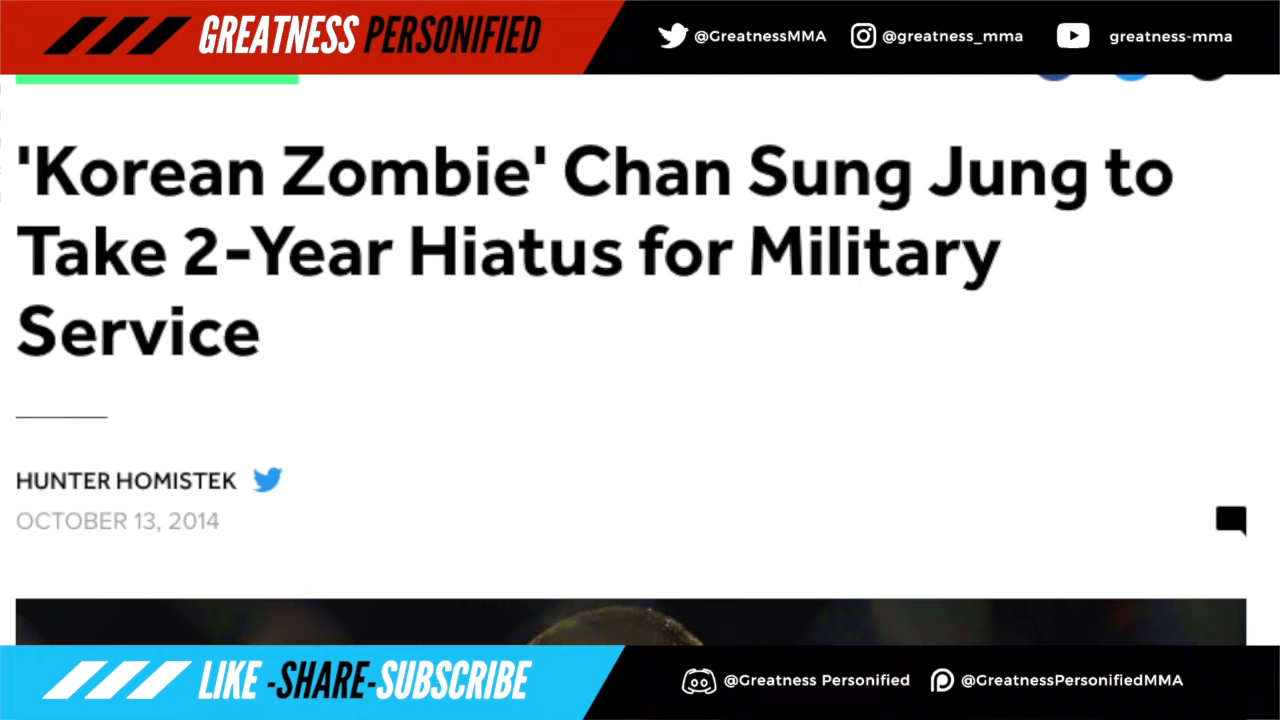 GREATNESS PERSONIFIED
@GreatnessMMA @greatness_mma greatness-mma
'Korean Zombie' Chan Sung Jung to
Take 2-Year Hiatus for Military
Service
HUNTER HOMISTEK
OCTOBER 13, 2014
LIKE -SHARE-SUBSCRIBE
@Greatness Personified @GreatnessPersonifiedMMA